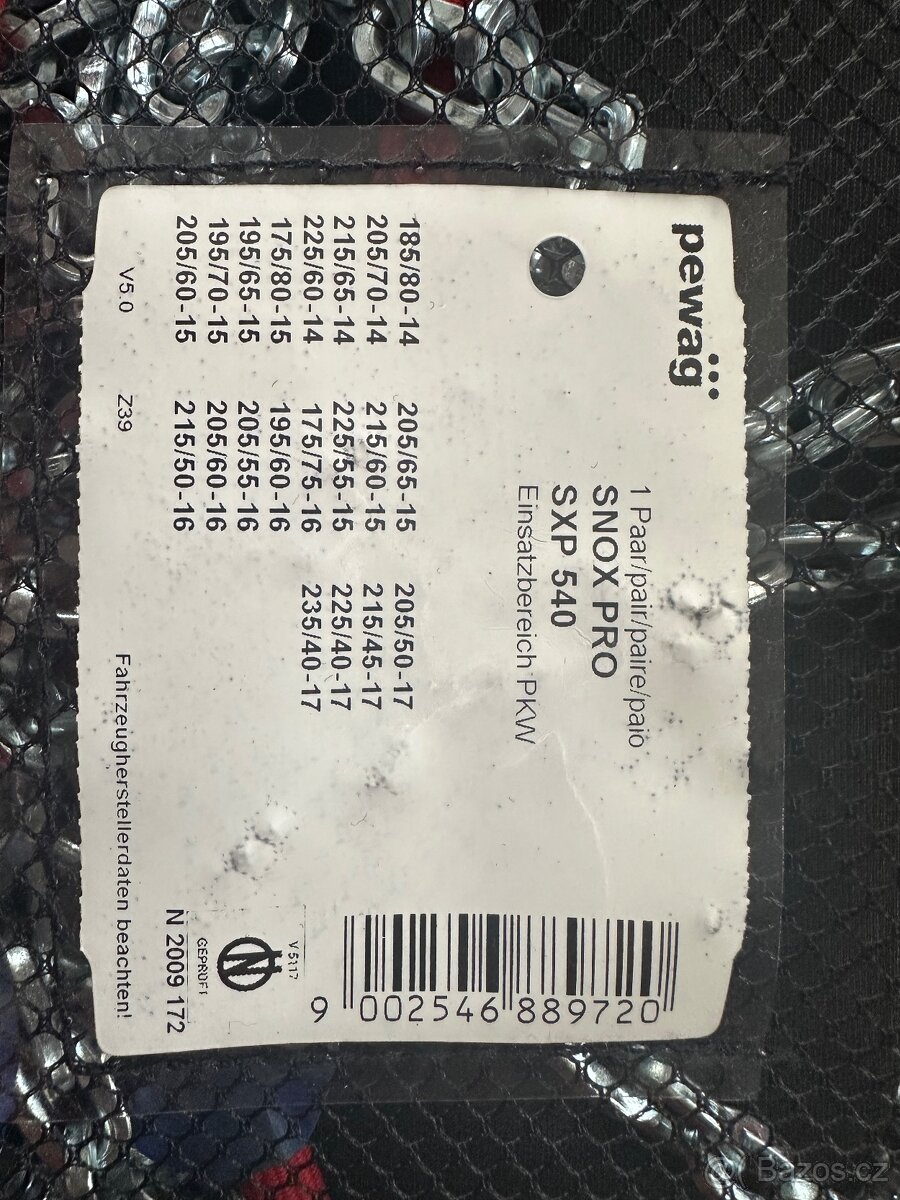 pewag
1 Paar/pair/paire/paio
SNOX PRO
SXP 540
Einsatzbereich PKW
185/80-14
205/70-14
215/65-14
225/60-14
175/80-15
195/65-15
195/70-15
205/60-15
205/65-15
215/60-15
225/55-15
175/75-16
195/60-16
205/55-16
205/60-16
215/50-16
205/50-17
215/45-17
225/40-17
235/40-17
V5.0
Z39
Fahrzeugherstellerdaten beachten!
9 002546 889720
V5117
Ö
N
GEPRÜFT
N 2009 172
© Bazos.cz